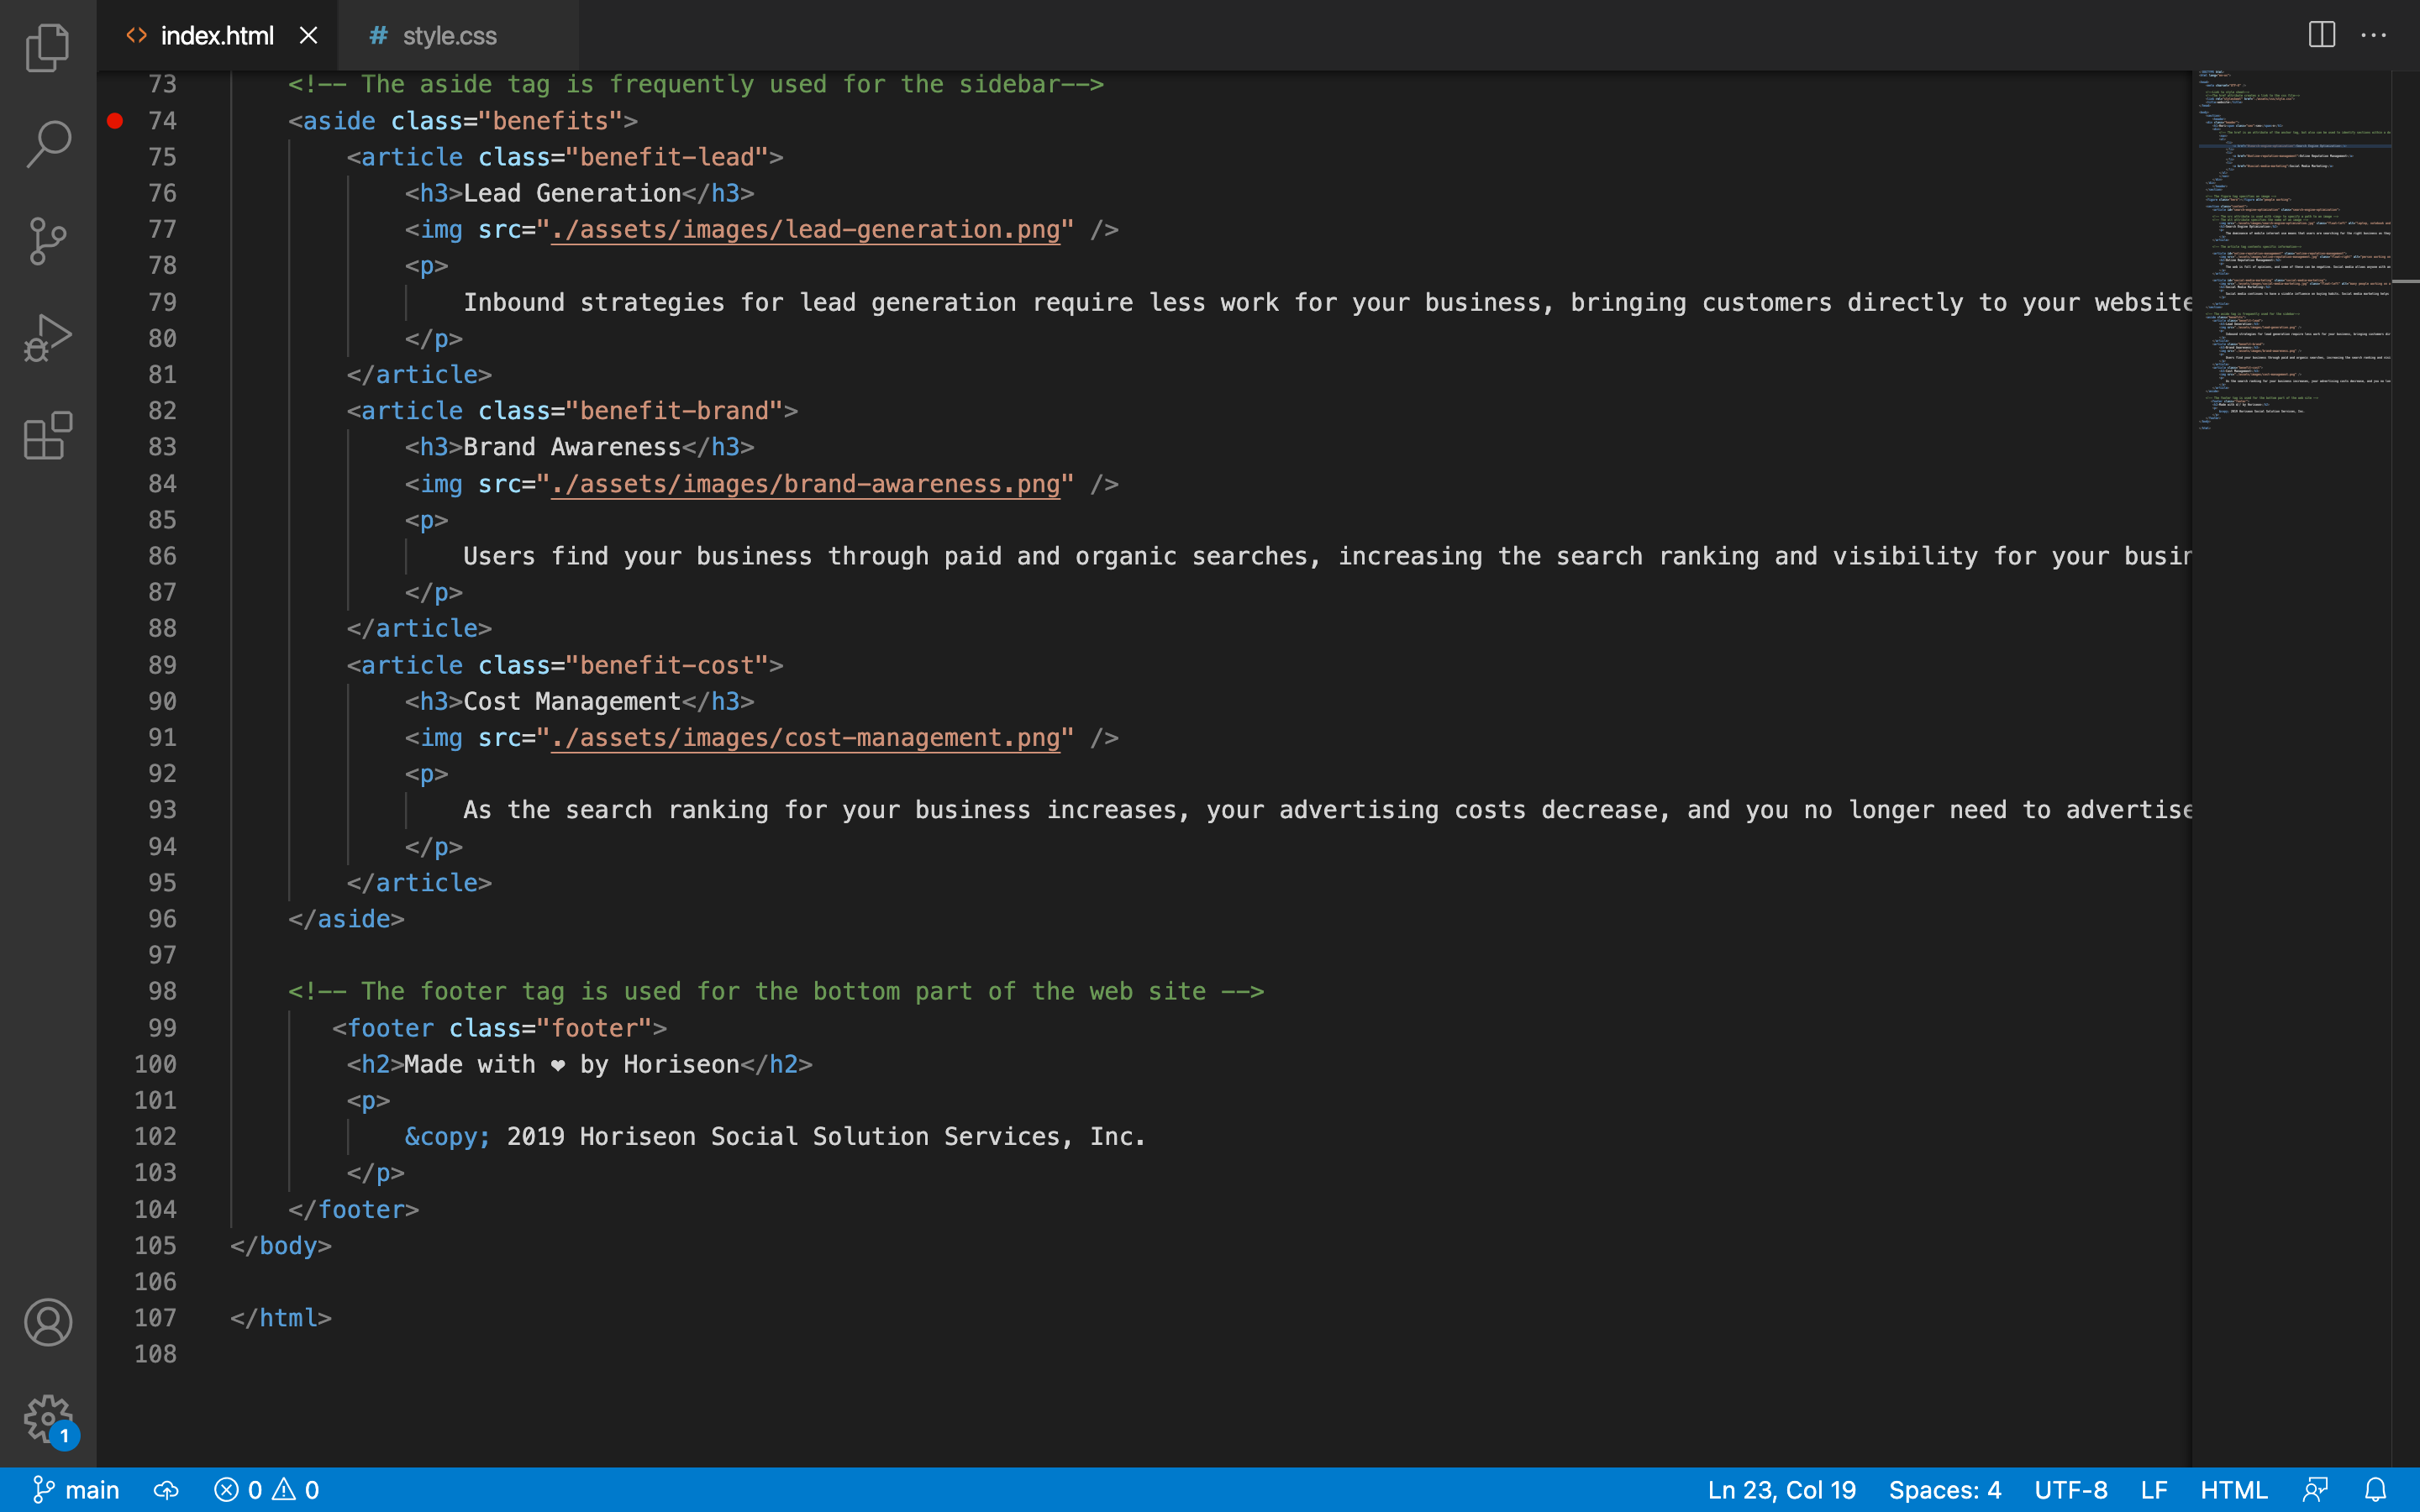 index.html
style.css
73 <!-- The aside tag is frequently used for the sidebar-->
74 <aside class="benefits">
75 <article class="benefit-lead">
76 <h3>Lead Generation</h3>
77 <img src="./assets/images/lead-generation.png" />
78 <p>
79 Inbound strategies for lead generation require less work for your business, bringing customers directly to your website
80 </p>
81 </article>
82 <article class="benefit-brand">
83 <h3>Brand Awareness</h3>
84 <img src="./assets/images/brand-awareness.png" />
85 <p>
86 Users find your business through paid and organic searches, increasing the search ranking and visibility for your busin
87 </p>
88 </article>
89 <article class="benefit-cost">
90 <h3>Cost Management</h3>
91 <img src="./assets/images/cost-management.png" />
92 <p>
93 As the search ranking for your business increases, your advertising costs decrease, and you no longer need to advertise
94 </p>
95 </article>
96 </aside>
97
98 <!-- The footer tag is used for the bottom part of the web site -->
99 <footer class="footer">
100 <h2>Made with ❤ by Horiseon</h2>
101 <p>
102 &copy; 2019 Horiseon Social Solution Services, Inc.
103 </p>
104 </footer>
105 </body>
106
107 </html>
108
1
main 0 0 Ln 23, Col 19 Spaces: 4 UTF-8 LF HTML